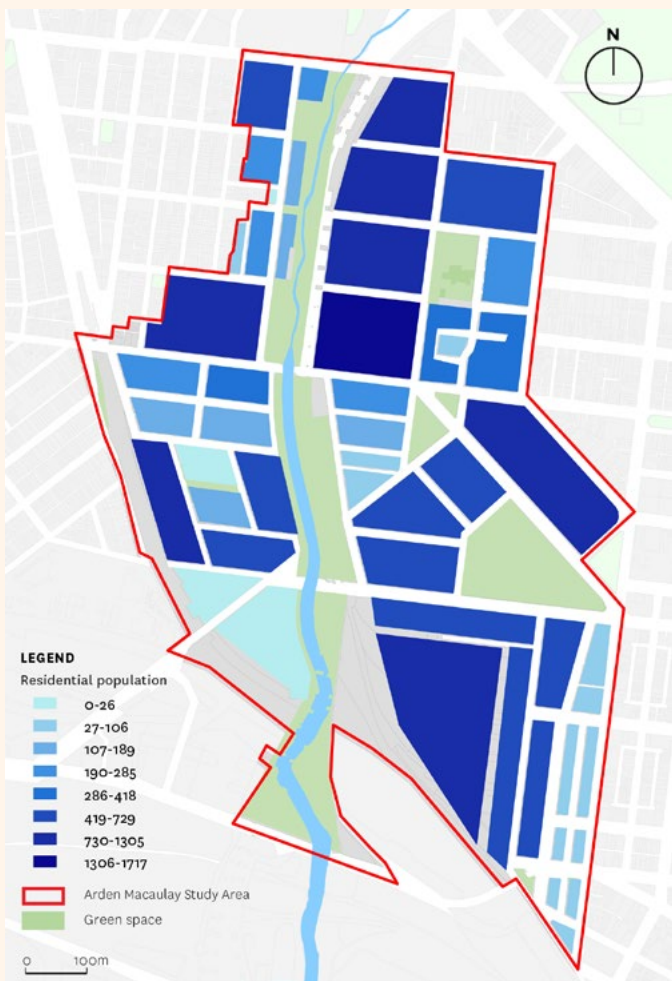 N
LEGEND
Residential population
0-26
27-106
107-189
190-285
286-418
419-729
730-1305
1306-1717
Arden Macaulay Study Area
Green space
0 100m